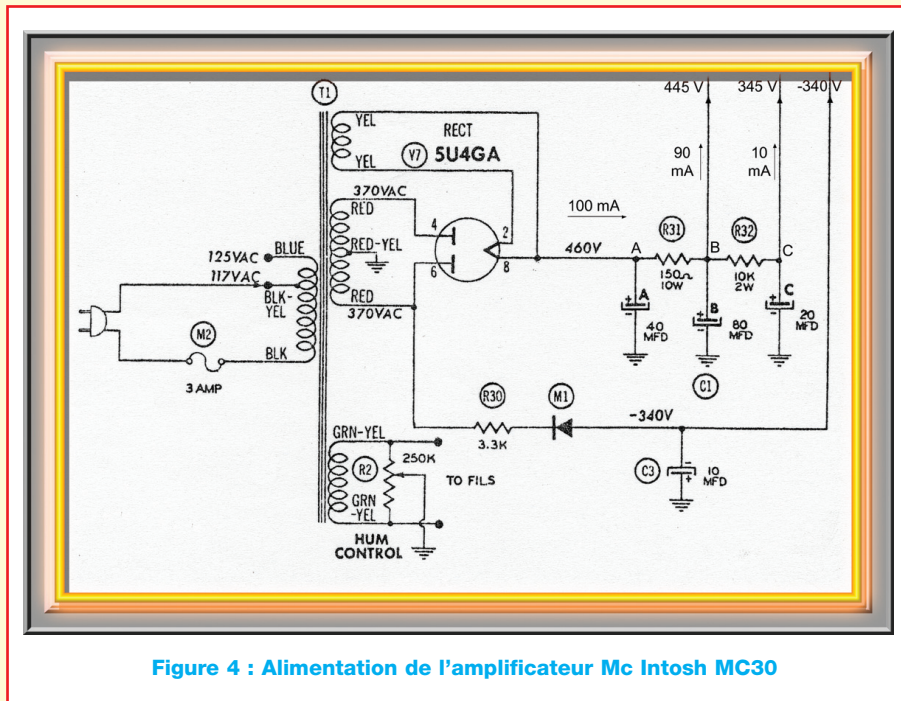 445 V 345 V -340 V
T1
YEL
RECT
V7 5U4GA
YEL
90 mA
10 mA
370VAC
RED
100 mA
4
2
R31
R32
125VAC BLUE
RED-YEL
6
8
460V
A
B
C
117VAC
BLK-YEL
150Ω 10W
10K 2W
RED
370VAC
A
B
C
M2
BLK
40 MFD
80 MFD
20 MFD
3 AMP
C1
R30
M1
-340V
GRN-YEL
3.3K
250K
R2
TO FILS
C3
10 MFD
GRN-YEL
HUM CONTROL
Figure 4 : Alimentation de l'amplificateur Mc Intosh MC30